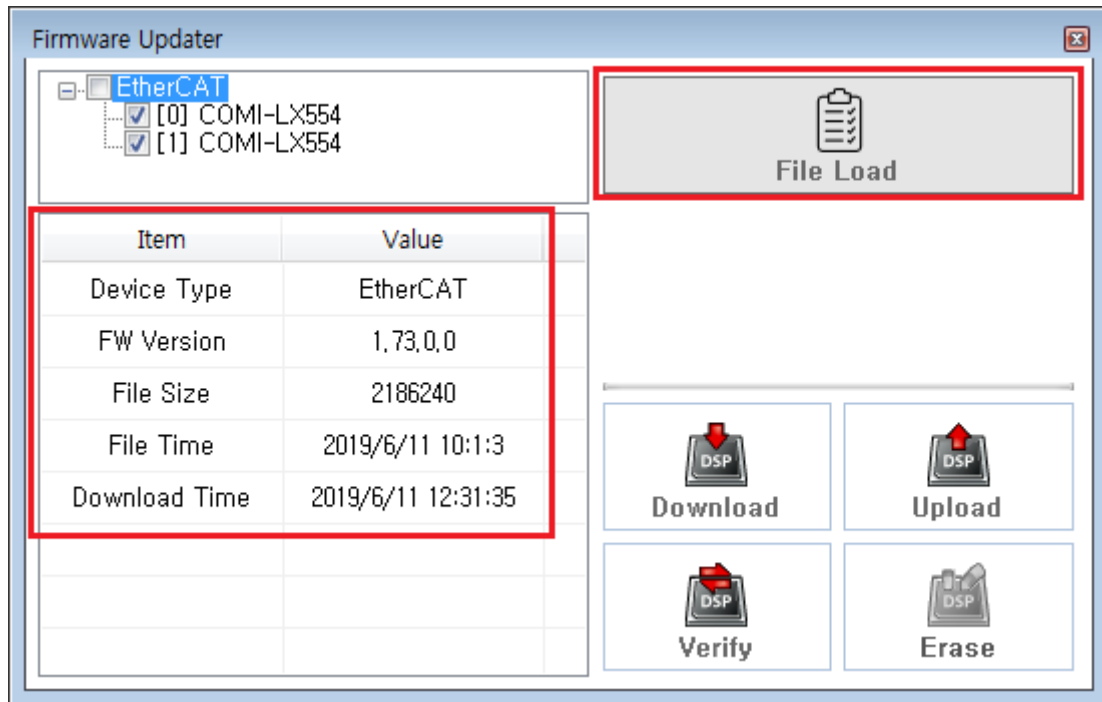 Firmware Updater
EtherCAT
[0] COMI-LX554
[1] COMI-LX554
File Load
Item Value
Device Type EtherCAT
FW Version 1,73,0,0
File Size 2186240
File Time 2019/6/11 10:1:3
Download Time 2019/6/11 12:31:35
DSP
Download
DSP
Upload
DSP
Verify
DSP
Erase